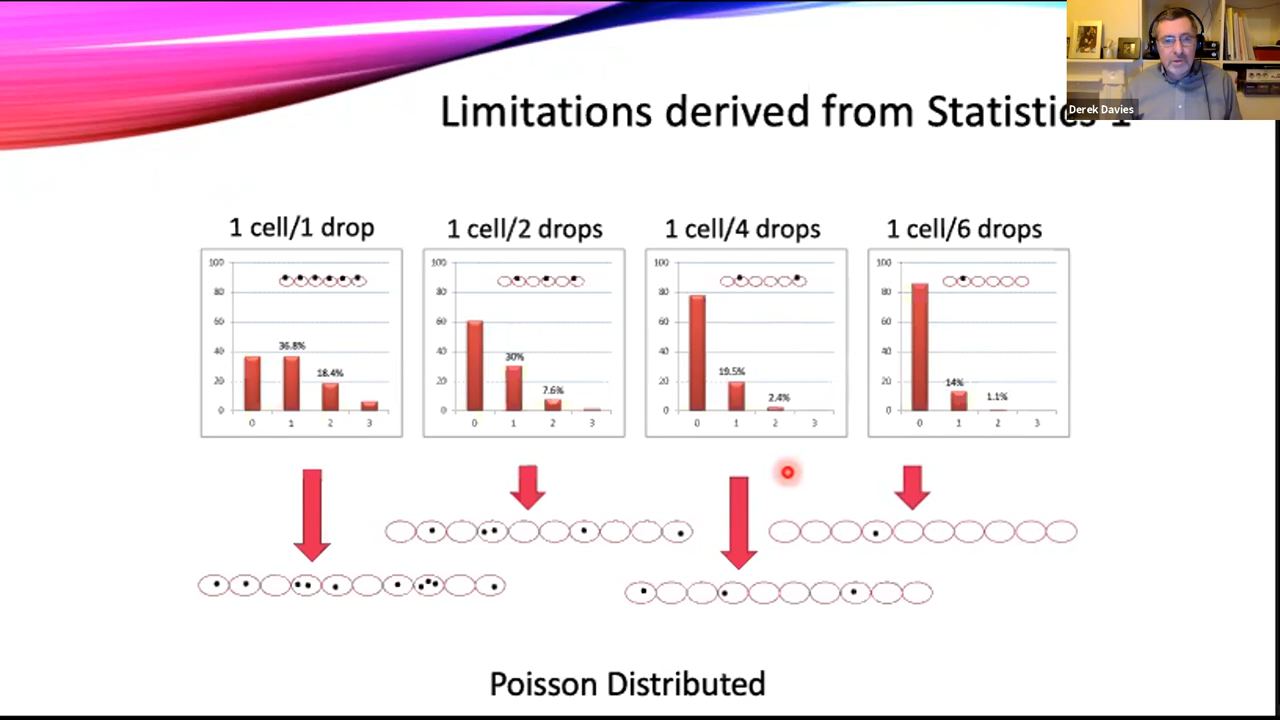 Derek Davies
Limitations derived from Statistics 1
1 cell/1 drop
1 cell/2 drops
1 cell/4 drops
1 cell/6 drops
100
80
60
40
20
0
36.8%
18.4%
0 1 2 3
100
80
60
40
20
0
30%
7.6%
0 1 2 3
100
80
60
40
20
0
19.5%
2.4%
0 1 2 3
100
80
60
40
20
0
14%
1.1%
0 1 2 3
Poisson Distributed